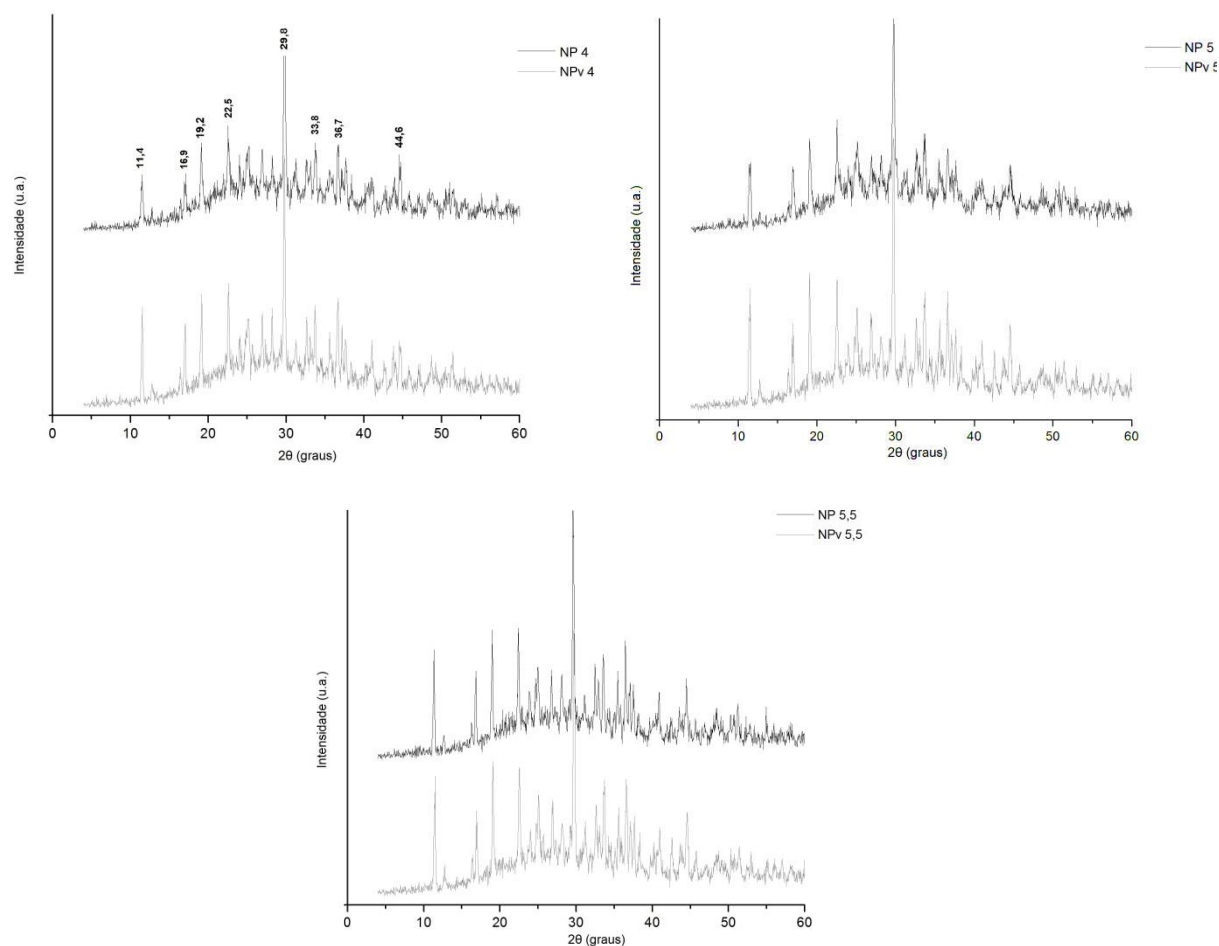 29,8
22,5
19,2
33,8
36,7
44,6
11,4
16,9
NP 4
NPv 4
Intensidade (u.a.)
0 10 20 30 40 50 60
2θ (graus)
NP 5
NPv 5
Intensidade (u.a.)
0 10 20 30 40 50 60
2θ (graus)
NP 5,5
NPv 5,5
Intensidade (u.a.)
0 10 20 30 40 50 60
2θ (graus)